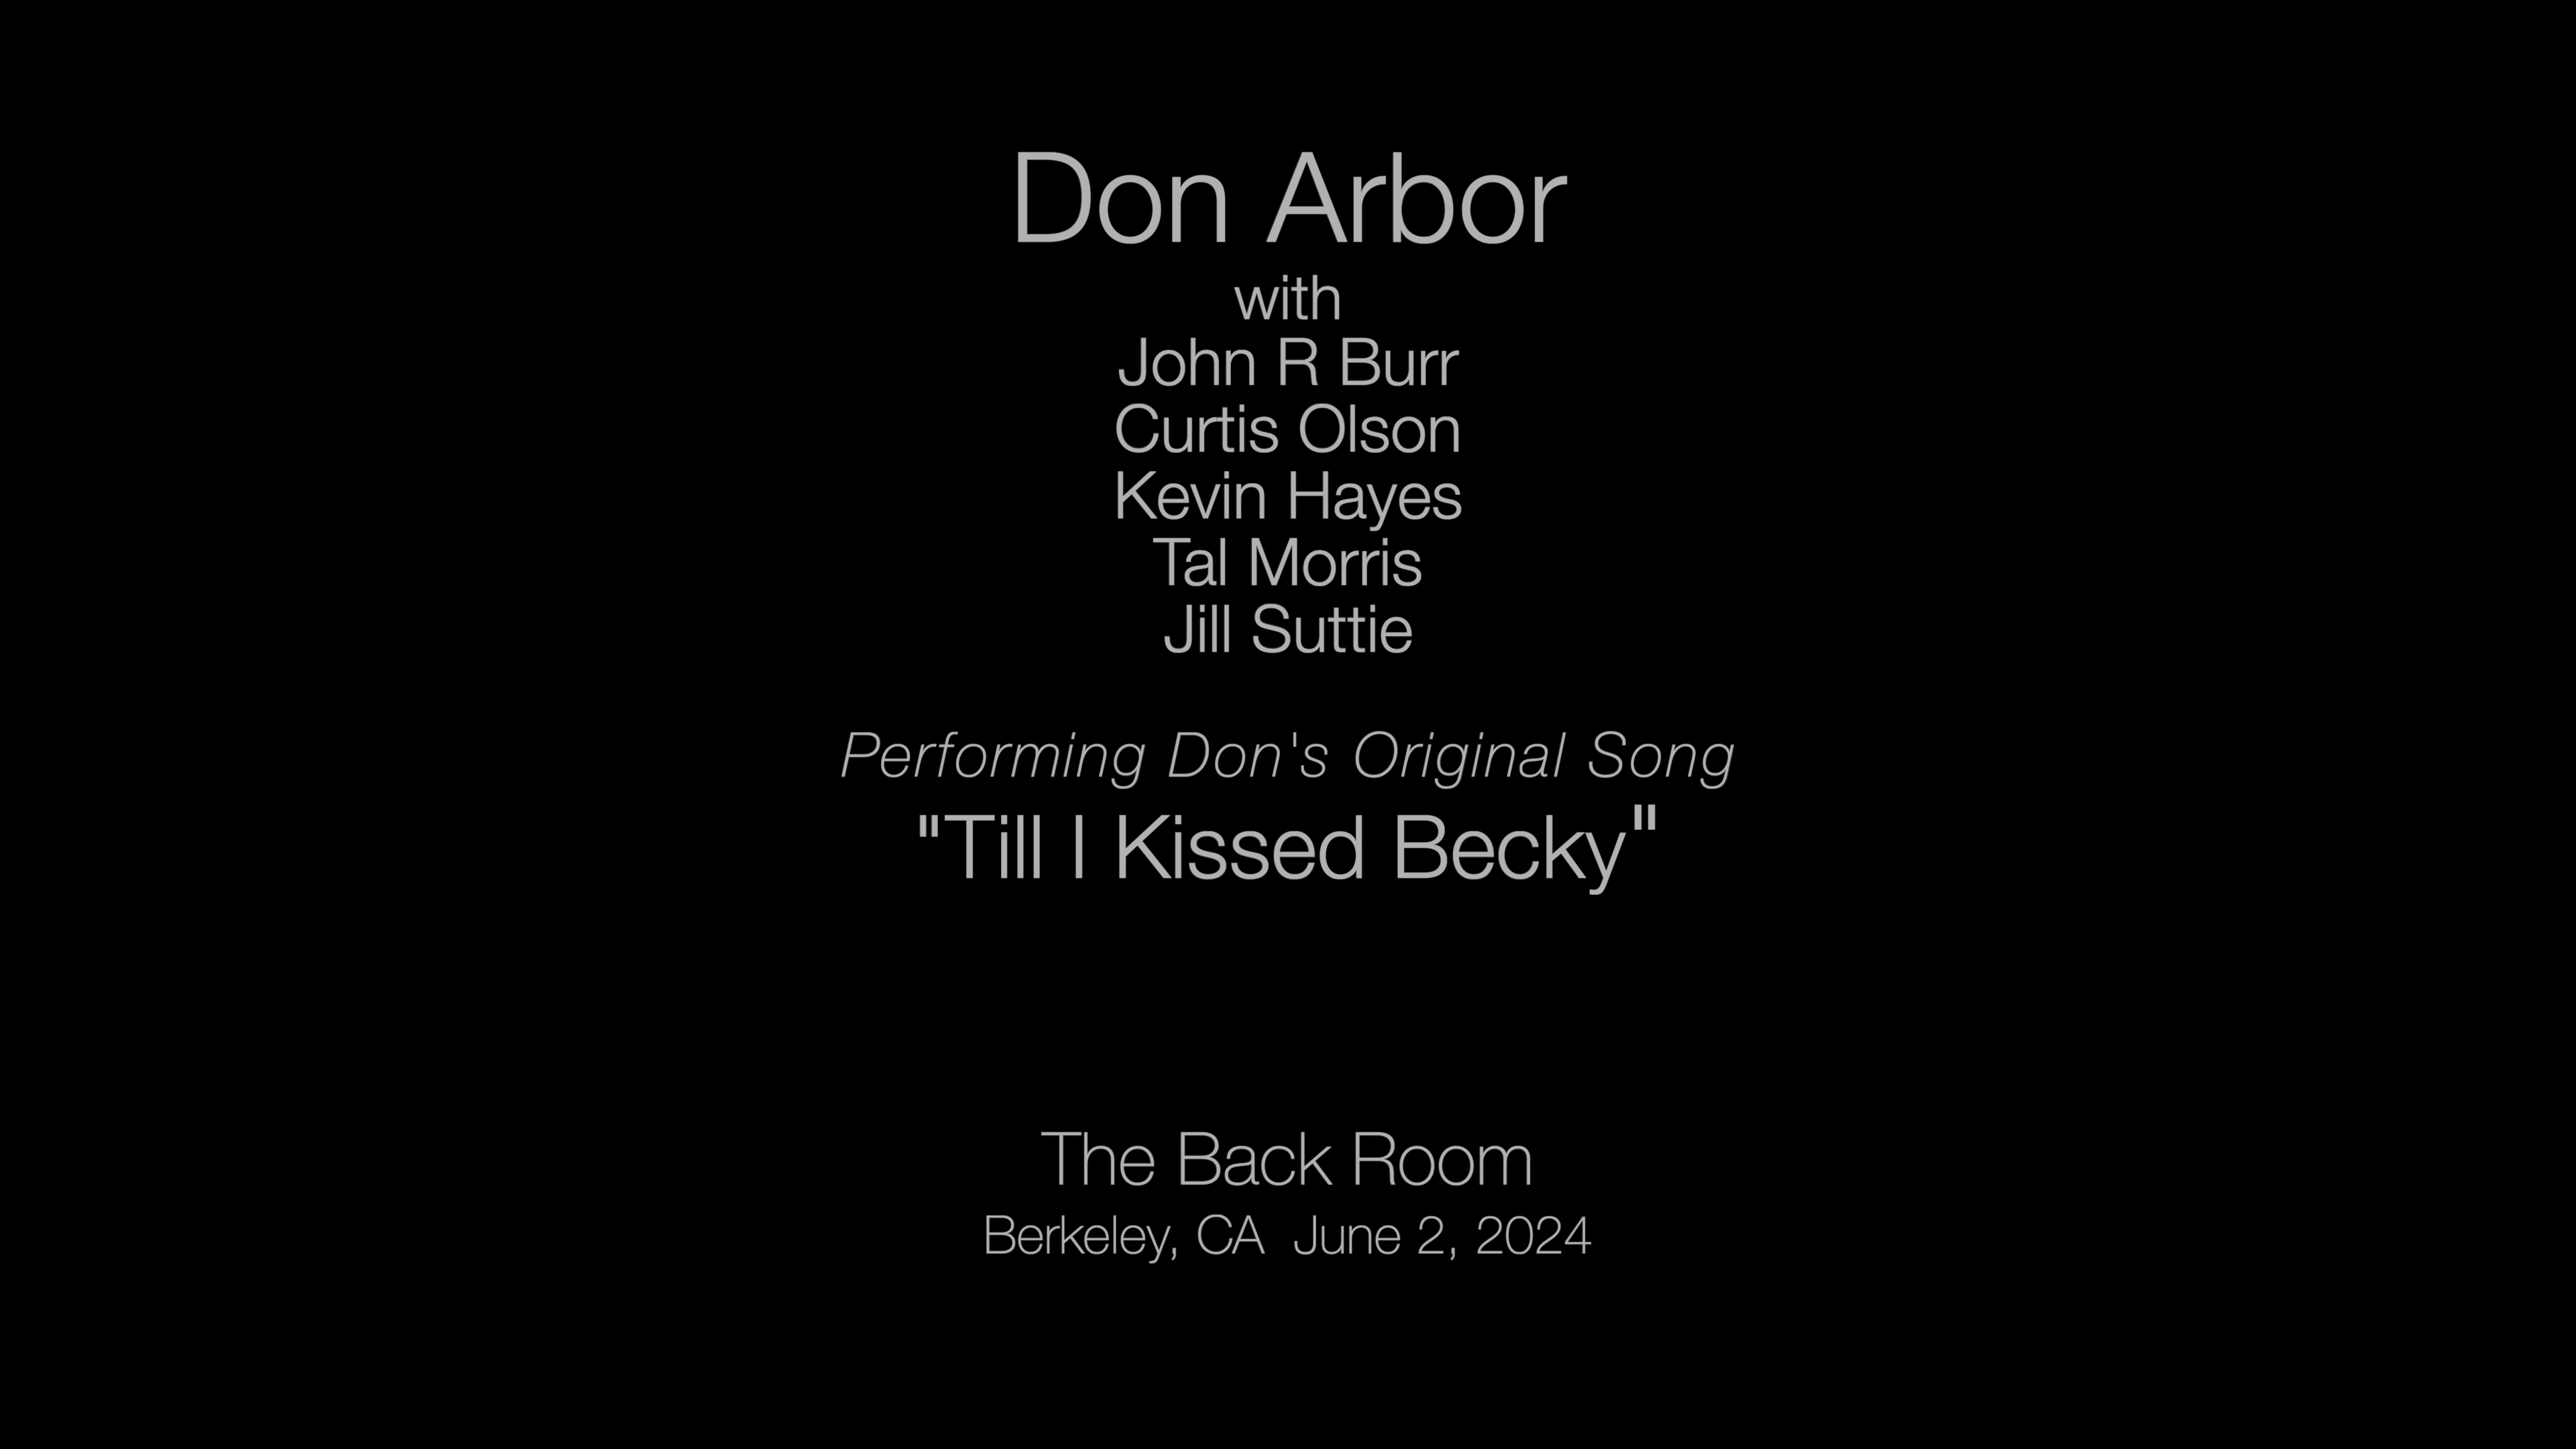 Don Arbor
with
John R Burr
Curtis Olson
Kevin Hayes
Tal Morris
Jill Suttie
Performing Don's Original Song
"Till I Kissed Becky"
The Back Room
Berkeley, CA  June 2, 2024